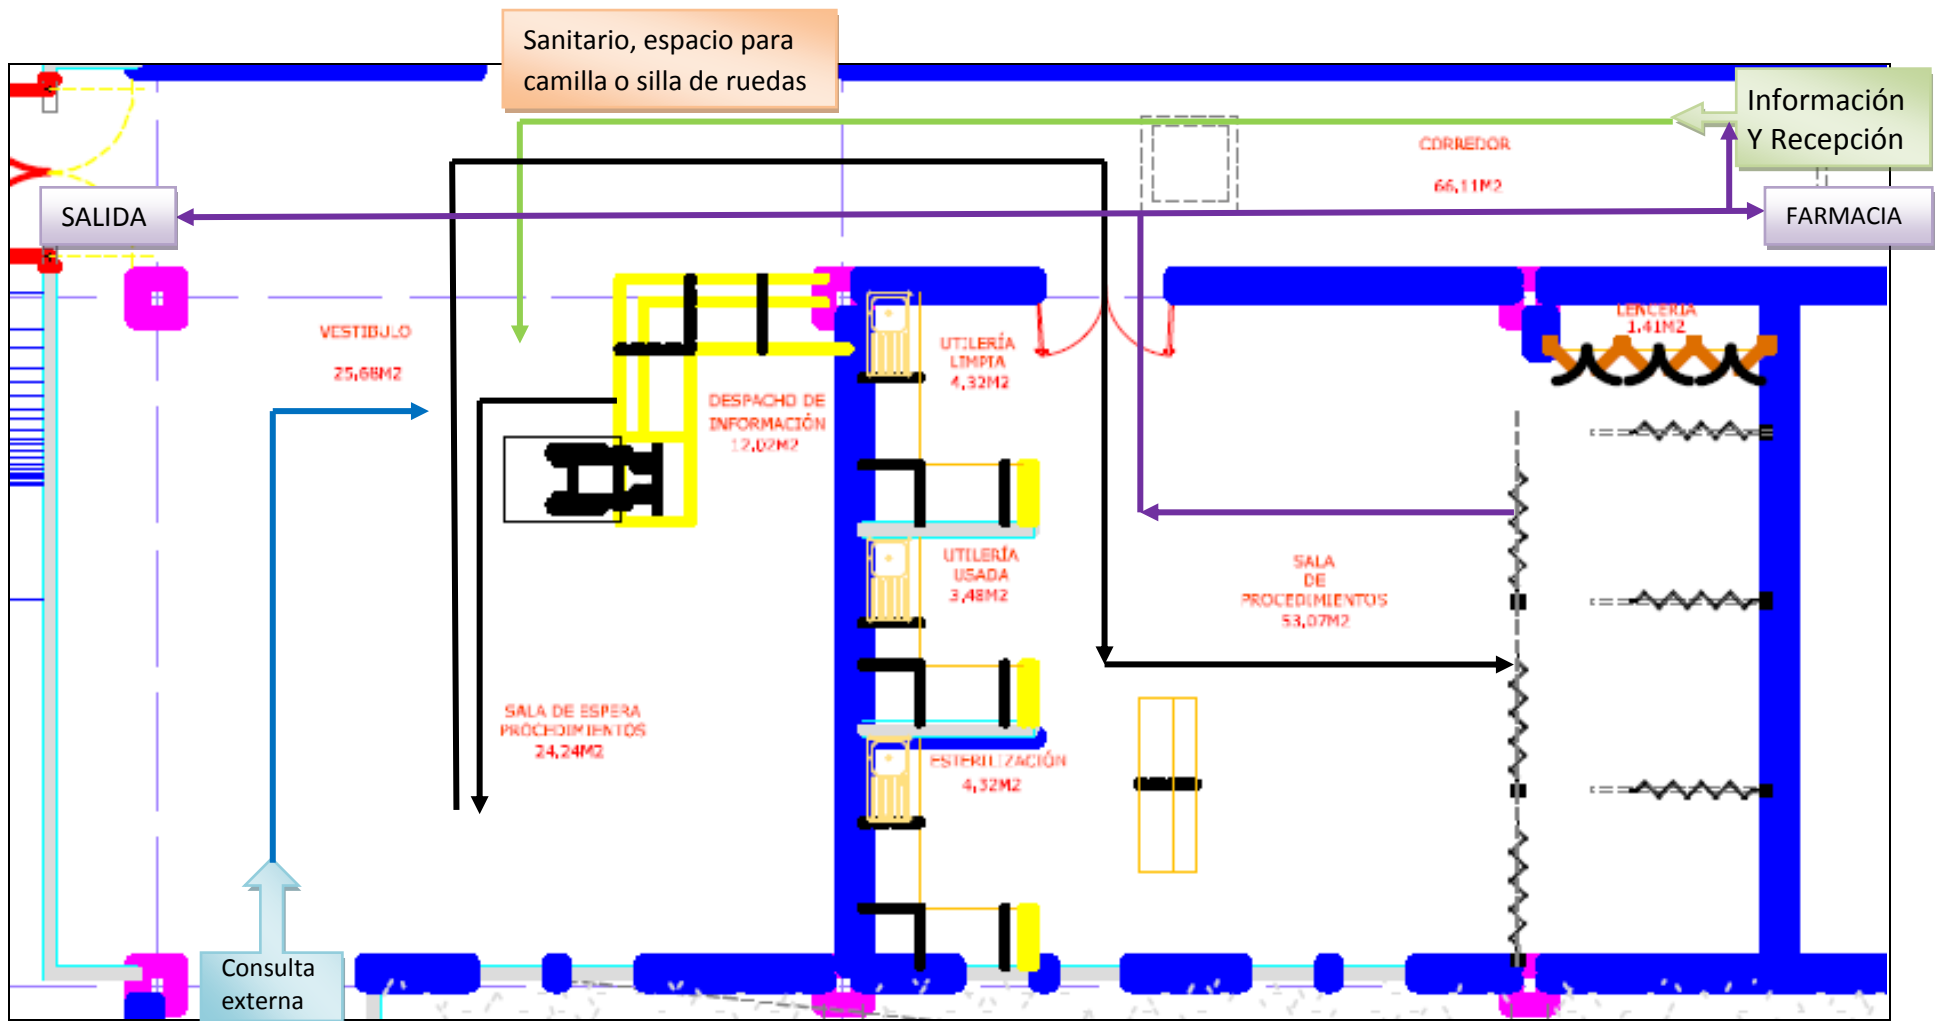 Sanitario, espacio para
camilla o silla de ruedas
Información
Y Recepción
CORREDOR
66,11M2
SALIDA
FARMACIA
VESTIBULO
25,68M2
LENCERIA
1,41M2
UTILERÍA
LIMPIA
4,32M2
DESPACHO DE
INFORMACIÓN
12,02M2
UTILERÍA
USADA
3,48M2
SALA
DE
PROCEDIMIENTOS
53,07M2
SALA DE ESPERA
PROCEDIMIENTOS
24,24M2
ESTERILIZACIÓN
4,32M2
Consulta
externa